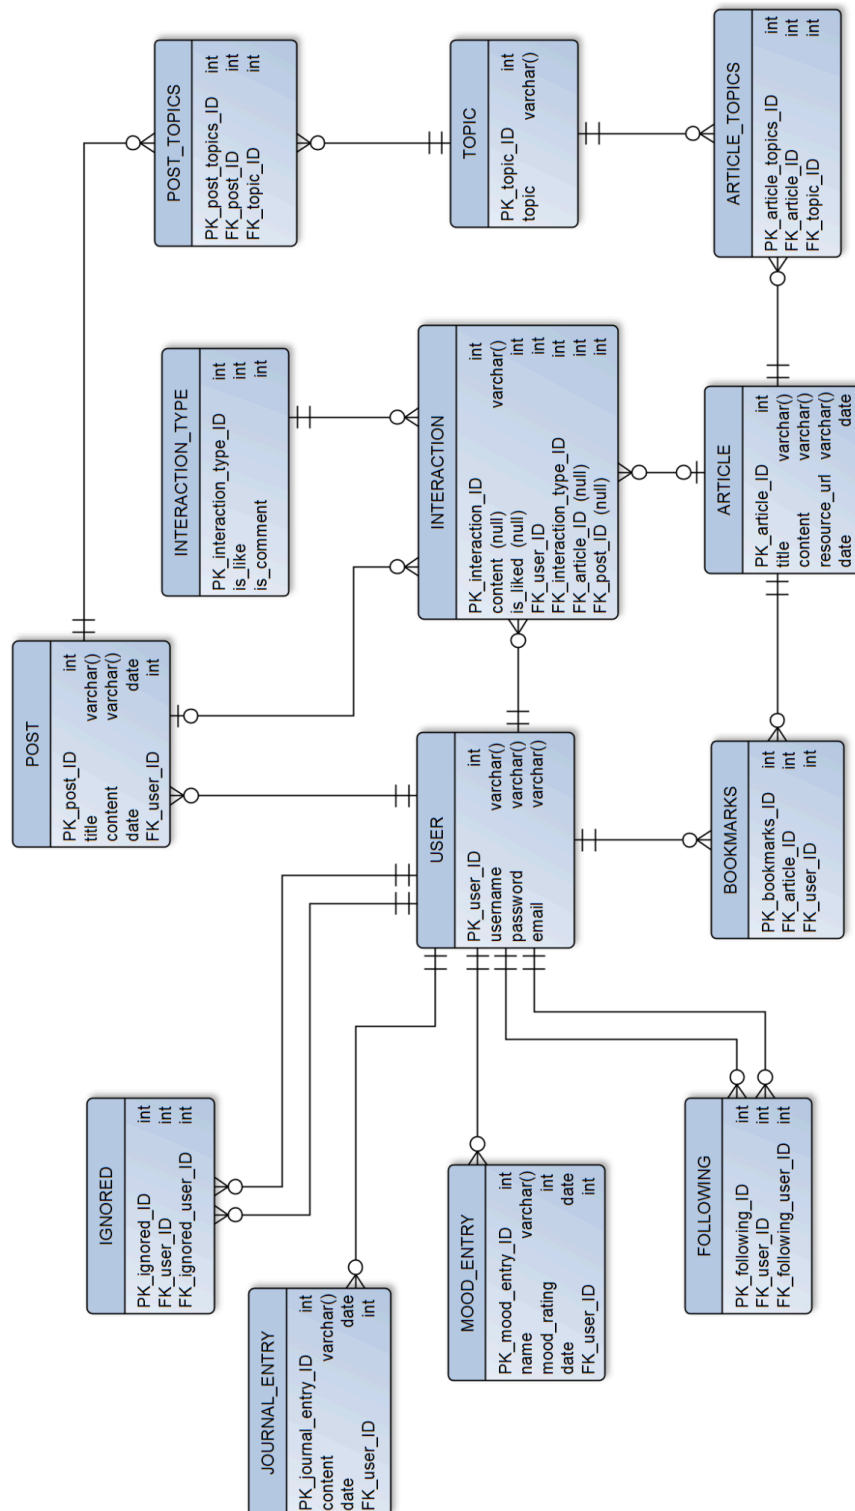 POST_TOPICS
PK_post_topics_ID int
FK_post_ID int
FK_topic_ID int
TOPIC
PK_topic_ID int
topic varchar()
ARTICLE_TOPICS
PK_article_topics_ID int
FK_article_ID int
FK_topic_ID int
INTERACTION_TYPE
PK_interaction_type_ID int
is_like int
is_comment int
INTERACTION
PK_interaction_ID int
content (null) varchar()
is_liked (null) int
FK_user_ID int
FK_interaction_type_ID int
FK_article_ID (null) int
FK_post_ID (null) int
ARTICLE
PK_article_ID int
title varchar()
content varchar()
resource_url varchar()
date date
POST
PK_post_ID int
title varchar()
content varchar()
date date
FK_user_ID int
USER
PK_user_ID int
username varchar()
password varchar()
email varchar()
BOOKMARKS
PK_bookmarks_ID int
FK_article_ID int
FK_user_ID int
IGNORED
PK_ignored_ID int
FK_user_ID int
FK_ignored_user_ID int
JOURNAL_ENTRY
PK_journal_entry_ID int
content varchar()
date date
FK_user_ID int
MOOD_ENTRY
PK_mood_entry_ID int
name varchar()
mood_rating int
date date
FK_user_ID int
FOLLOWING
PK_following_ID int
FK_user_ID int
FK_following_user_ID int